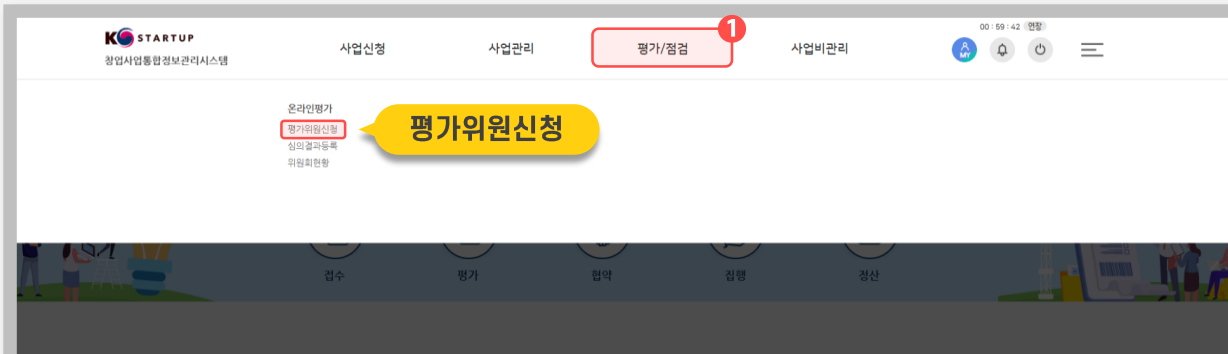 K STARTUP
창업사업통합정보관리시스템
사업신청
사업관리
평가/점검
1
사업비관리
00:59:42 연장
MY
온라인평가
평가위원신청
심의결과등록
위원회현황
평가위원신청
접수
평가
협약
집행
정산